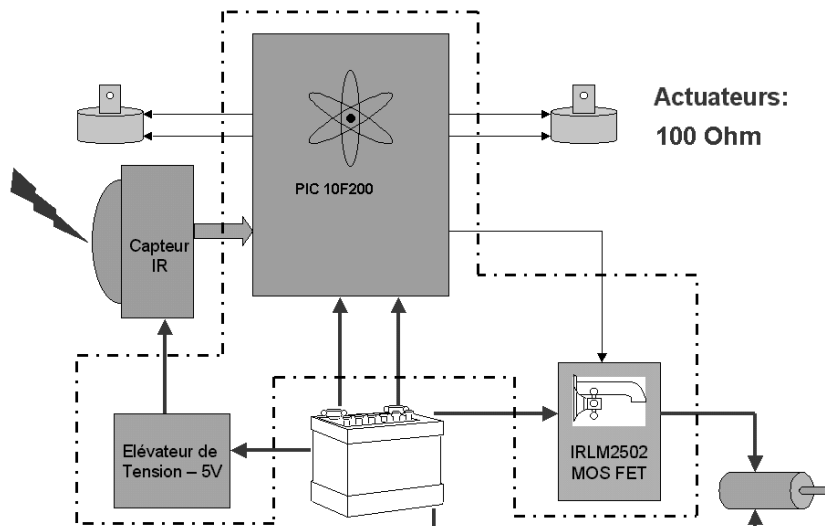 Actuateurs:
100 Ohm
PIC 10F200
Capteur
IR
Elévateur de
Tension – 5V
IRLM2502
MOS FET